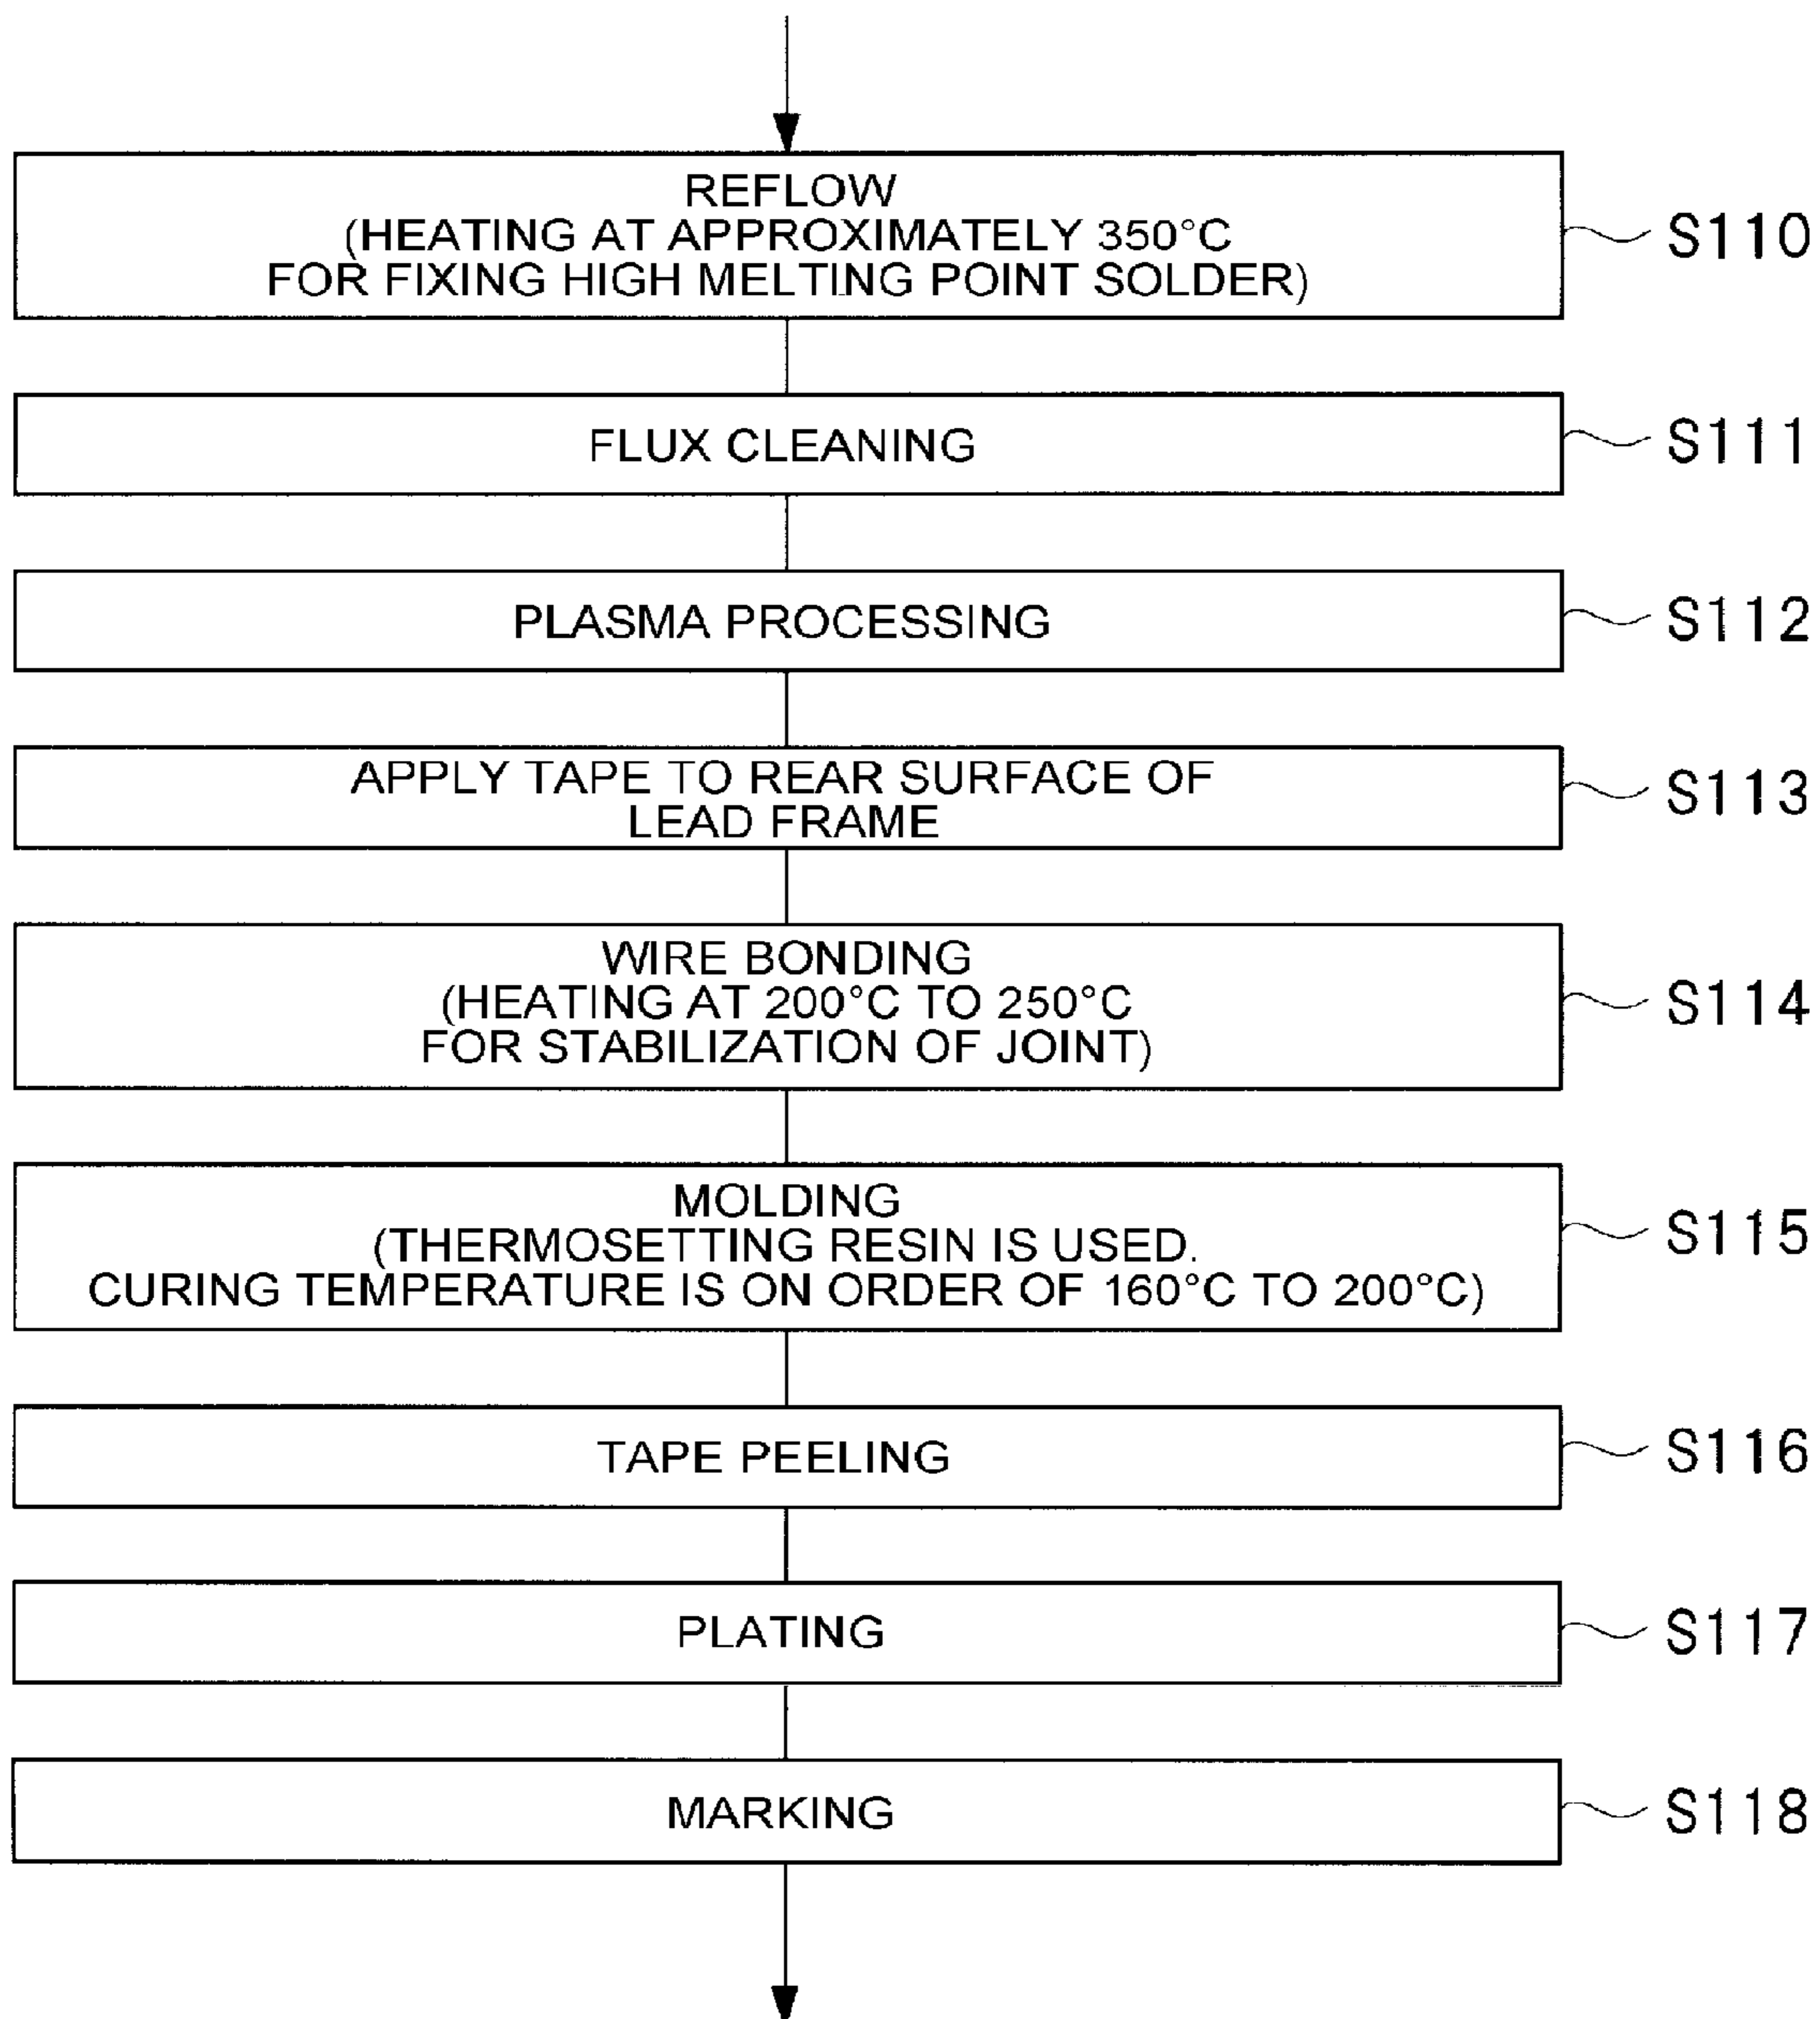 REFLOW
(HEATING AT APPROXIMATELY 350°C
FOR FIXING HIGH MELTING POINT SOLDER)
S110
FLUX CLEANING
S111
PLASMA PROCESSING
S112
APPLY TAPE TO REAR SURFACE OF
LEAD FRAME
S113
WIRE BONDING
(HEATING AT 200°C TO 250°C
FOR STABILIZATION OF JOINT)
S114
MOLDING
(THERMOSETTING RESIN IS USED.
CURING TEMPERATURE IS ON ORDER OF 160°C TO 200°C)
S115
TAPE PEELING
S116
PLATING
S117
MARKING
S118